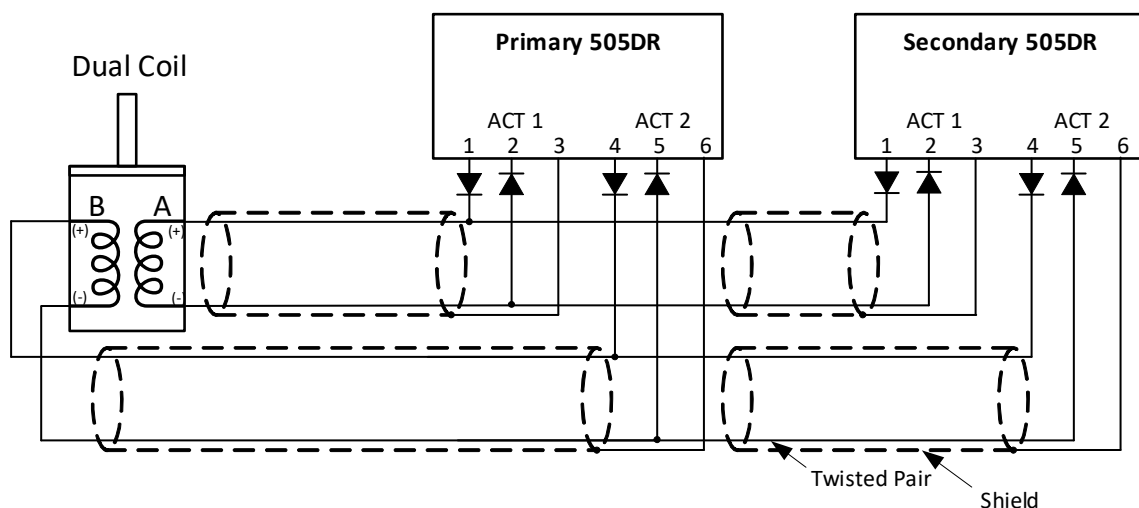 Primary 505DR
Secondary 505DR
Dual Coil
ACT 1
ACT 2
1 2 3 4 5 6
ACT 1
ACT 2
1 2 3 4 5 6
B A
(+) (+)
(-) (-)
Twisted Pair
Shield